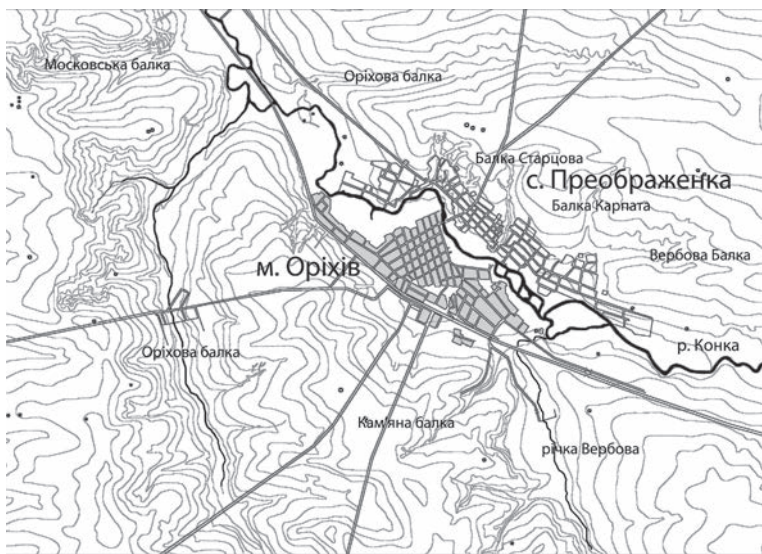 Московська балка
Оріхова балка
Балка Старцова
с. Преображенка
Балка Карпата
Вербова Балка
м. Оріхів
р. Конка
Оріхова балка
Кам'яна балка
річка Вербова